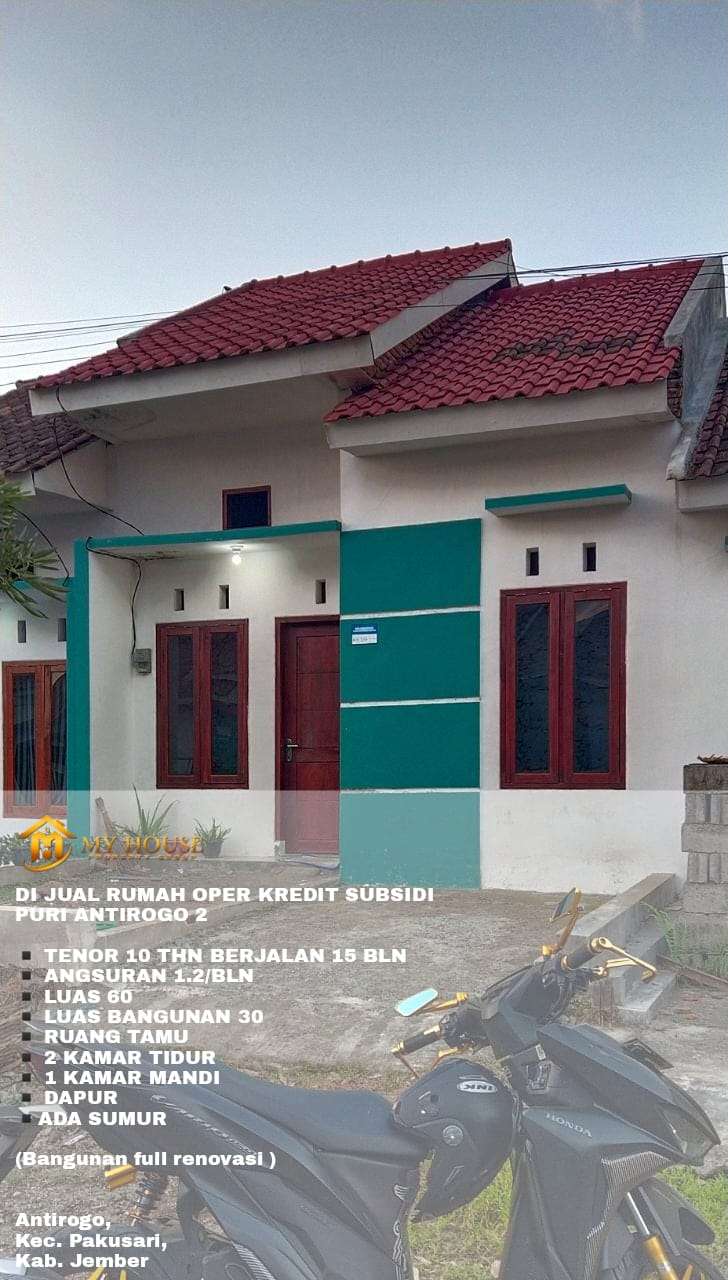 MY HOUSE
DI JUAL RUMAH OPER KREDIT SUBSIDI
PURI ANTIROGO 2
▪ TENOR 10 THN BERJALAN 15 BLN
▪ ANGSURAN 1.2/BLN
▪ LUAS 60
▪ LUAS BANGUNAN 30
▪ RUANG TAMU
▪ 2 KAMAR TIDUR
▪ 1 KAMAR MANDI
▪ DAPUR
▪ ADA SUMUR
(Bangunan full renovasi )
INK
HONDA
Antirogo,
Kec. Pakusari,
Kab. Jember